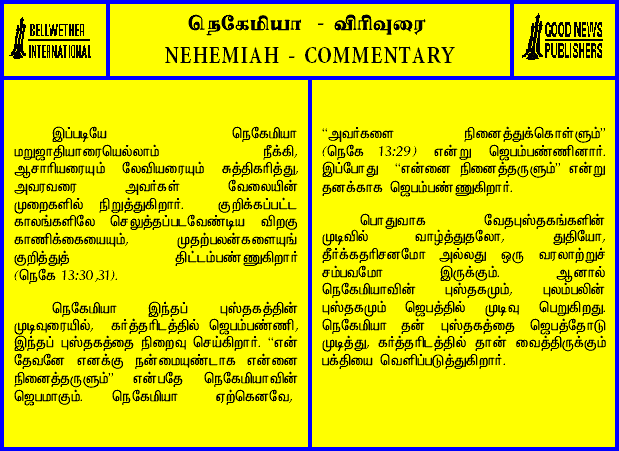 BELLWETHER
INTERNATIONAL
நெகேமியா - விரிவுரை
NEHEMIAH - COMMENTARY
GOOD NEWS
PUBLISHERS
இப்படியே நெகேமியா
மறுஜாதியாரையெல்லாம் நீக்கி,
ஆசாரியரையும் லேவியரையும் சுத்திகரித்து,
அவரவரை அவர்கள் வேலையின்
முறைகளில் நிறுத்துகிறார். குறிக்கப்பட்ட
காலங்களிலே செலுத்தப்படவேண்டிய விறகு
காணிக்கையையும், முதற்பலன்களையுங்
குறித்துத் திட்டம்பண்ணுகிறார்
(நெகே 13:30,31).
நெகேமியா இந்தப் புஸ்தகத்தின்
முடிவுரையில், கர்த்தரிடத்தில் ஜெபம்பண்ணி,
இந்தப் புஸ்தகத்தை நிறைவு செய்கிறார். “என்
தேவனே எனக்கு நன்மையுண்டாக என்னை
நினைத்தருளும்” என்பதே நெகேமியாவின்
ஜெபமாகும். நெகேமியா ஏற்கெனவே,
“அவர்களை நினைத்துக்கொள்ளும்”
(நெகே 13:29) என்று ஜெபம்பண்ணினார்.
இப்போது “என்னை நினைத்தருளும்” என்று
தனக்காக ஜெபம்பண்ணுகிறார்.
பொதுவாக வேதபுஸ்தகங்களின்
முடிவில் வாழ்த்துதலோ, துதியோ,
தீர்க்கதரிசனமோ அல்லது ஒரு வரலாற்றுச்
சம்பவமோ இருக்கும். ஆனால்
நெகேமியாவின் புஸ்தகமும், புலம்பலின்
புஸ்தகமும் ஜெபத்தில் முடிவு பெறுகிறது.
நெகேமியா தன் புஸ்தகத்தை ஜெபத்தோடு
முடித்து, கர்த்தரிடத்தில் தான் வைத்திருக்கும்
பக்தியை வெளிப்படுத்துகிறார்.